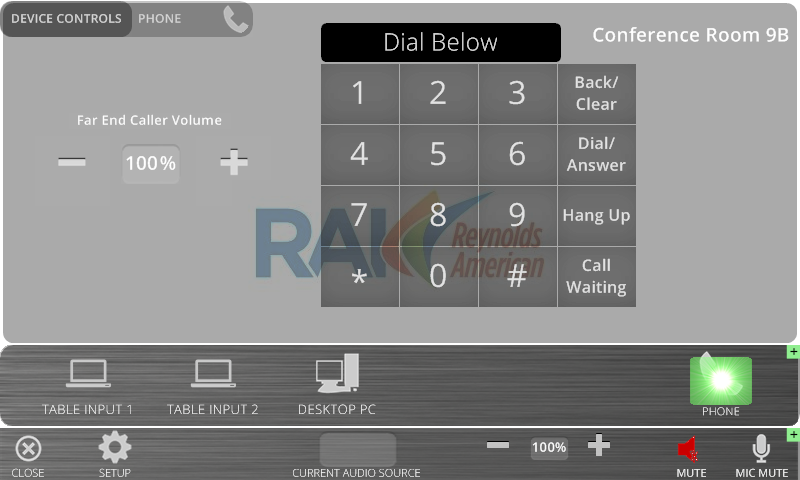 DEVICE CONTROLS
PHONE
Dial Below
Conference Room 9B
Far End Caller Volume
100%
1 2 3 Back/
Clear
4 5 6 Dial/
Answer
7 8 9 Hang Up
* 0 # Call
Waiting
RAI
Reynolds
American
TABLE INPUT 1
TABLE INPUT 2
DESKTOP PC
PHONE
CLOSE
SETUP
CURRENT AUDIO SOURCE
100%
MUTE
MIC MUTE